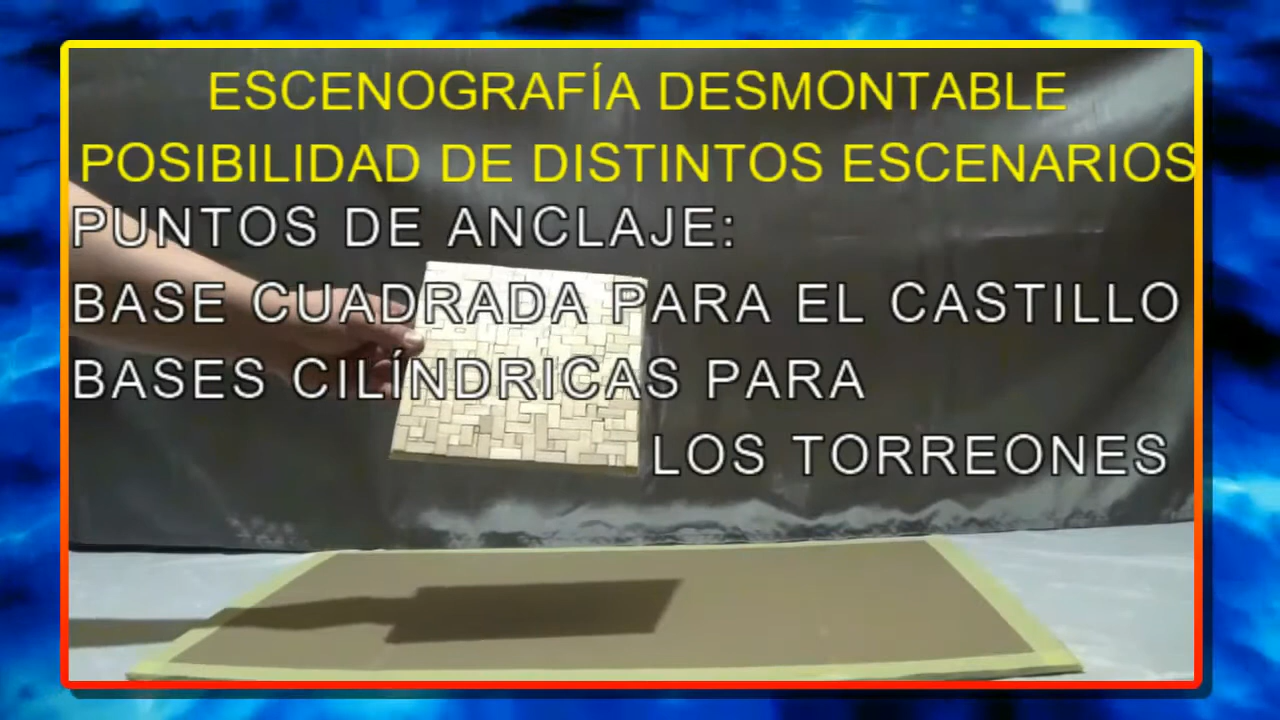 ESCENOGRAFÍA DESMONTABLE
POSIBILIDAD DE DISTINTOS ESCENARIOS
PUNTOS DE ANCLAJE:
BASE CUADRADA PARA EL CASTILLO
BASES CILÍNDRICAS PARA
LOS TORREONES